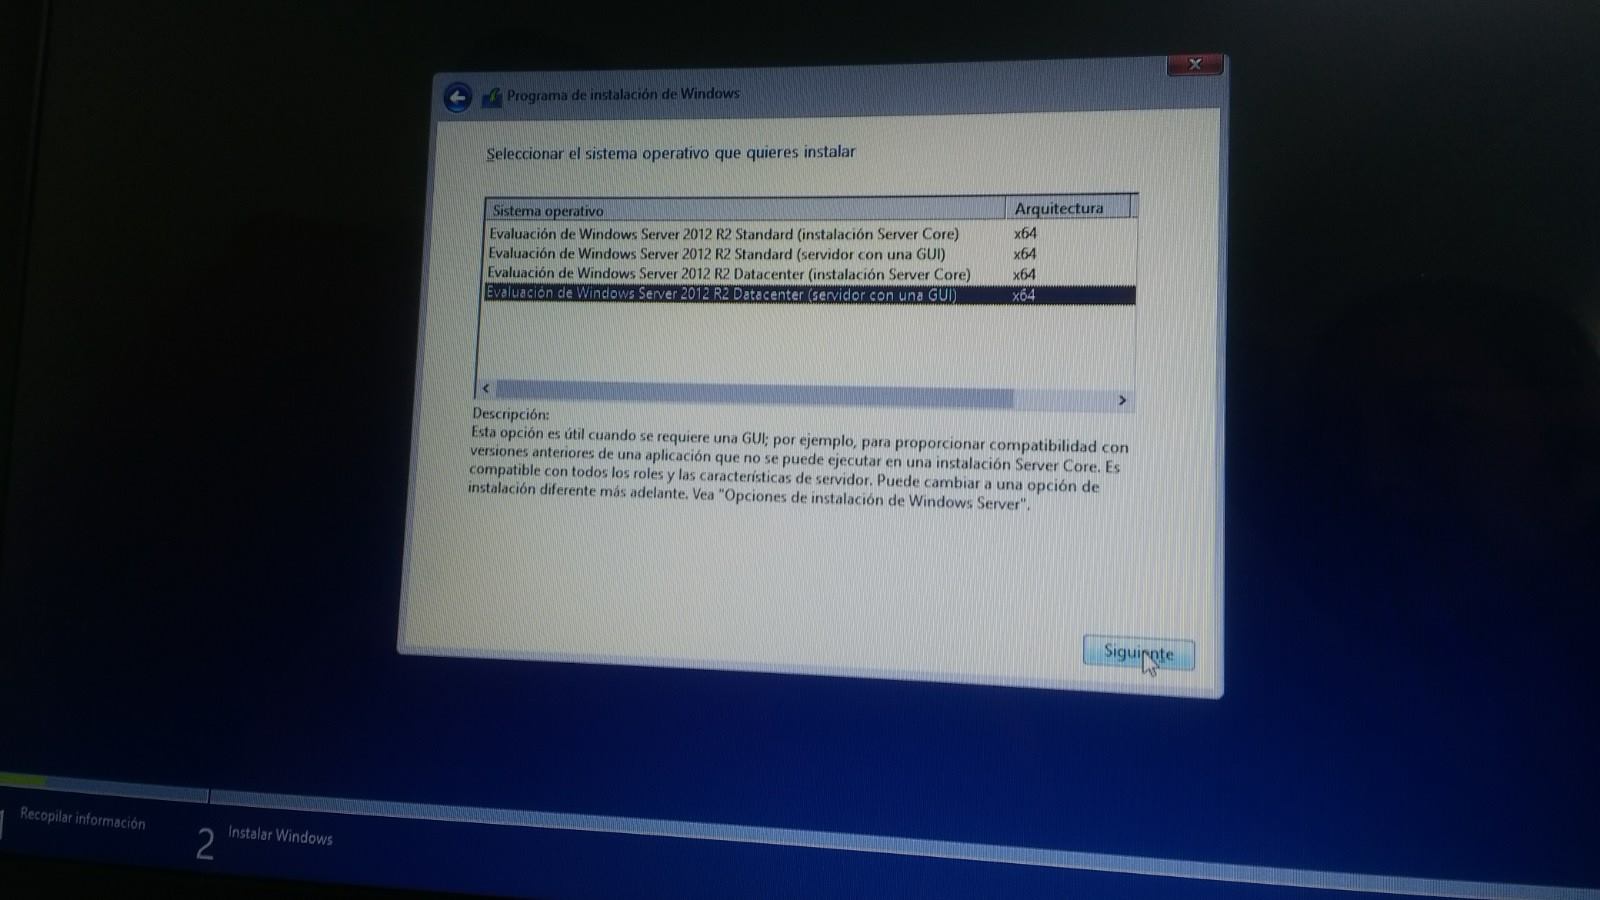 Programa de instalación de Windows
Seleccionar el sistema operativo que quieres instalar
Sistema operativo Arquitectura
Evaluación de Windows Server 2012 R2 Standard (instalación Server Core) x64
Evaluación de Windows Server 2012 R2 Standard (servidor con una GUI) x64
Evaluación de Windows Server 2012 R2 Datacenter (instalación Server Core) x64
Evaluación de Windows Server 2012 R2 Datacenter (servidor con una GUI) x64
Descripción:
Esta opción es útil cuando se requiere una GUI; por ejemplo, para proporcionar compatibilidad con
versiones anteriores de una aplicación que no se puede ejecutar en una instalación Server Core. Es
compatible con todos los roles y las características de servidor. Puede cambiar a una opción de
instalación diferente más adelante. Vea "Opciones de instalación de Windows Server".
Siguiente
1 Recopilar información
2 Instalar Windows